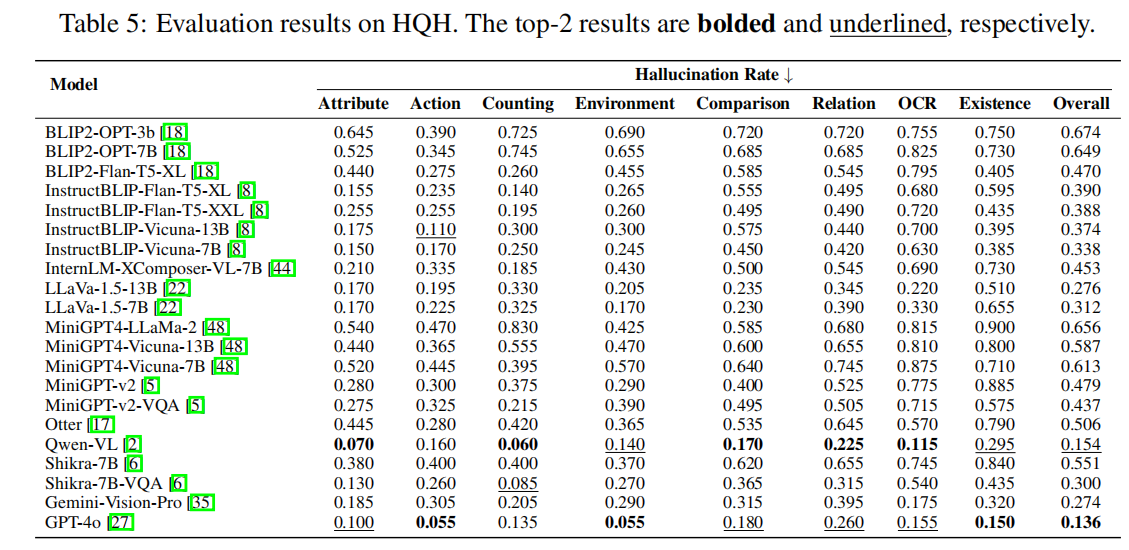 Table 5: Evaluation results on HQH. The top-2 results are bolded and underlined, respectively.
Model Hallucination Rate ↓
Attribute Action Counting Environment Comparison Relation OCR Existence Overall
BLIP2-OPT-3b [18] 0.645 0.390 0.725 0.690 0.720 0.720 0.755 0.750 0.674
BLIP2-OPT-7B [18] 0.525 0.345 0.745 0.655 0.685 0.685 0.825 0.730 0.649
BLIP2-Flan-T5-XL [18] 0.440 0.275 0.260 0.455 0.585 0.545 0.795 0.405 0.470
InstructBLIP-Flan-T5-XL [8] 0.155 0.235 0.140 0.265 0.555 0.495 0.680 0.595 0.390
InstructBLIP-Flan-T5-XXL [8] 0.255 0.255 0.195 0.260 0.495 0.490 0.720 0.435 0.388
InstructBLIP-Vicuna-13B [8] 0.175 0.110 0.300 0.300 0.575 0.440 0.700 0.395 0.374
InstructBLIP-Vicuna-7B [8] 0.150 0.170 0.250 0.245 0.450 0.420 0.630 0.385 0.338
InternLM-XComposer-VL-7B [44] 0.210 0.335 0.185 0.430 0.500 0.545 0.690 0.730 0.453
LLaVa-1.5-13B [22] 0.170 0.195 0.330 0.205 0.235 0.345 0.220 0.510 0.276
LLaVa-1.5-7B [22] 0.170 0.225 0.325 0.170 0.230 0.390 0.330 0.655 0.312
MiniGPT4-LLaMa-2 [48] 0.540 0.470 0.830 0.425 0.585 0.680 0.815 0.900 0.656
MiniGPT4-Vicuna-13B [48] 0.440 0.365 0.555 0.470 0.600 0.655 0.810 0.800 0.587
MiniGPT4-Vicuna-7B [48] 0.520 0.445 0.395 0.570 0.640 0.745 0.875 0.710 0.613
MiniGPT-v2 [5] 0.280 0.300 0.375 0.290 0.400 0.525 0.775 0.885 0.479
MiniGPT-v2-VQA [5] 0.275 0.325 0.215 0.390 0.495 0.505 0.715 0.575 0.437
Otter [17] 0.445 0.280 0.420 0.365 0.535 0.645 0.570 0.790 0.506
Qwen-VL [2] 0.070 0.160 0.060 0.140 0.170 0.225 0.115 0.295 0.154
Shikra-7B [6] 0.380 0.400 0.400 0.370 0.620 0.655 0.745 0.840 0.551
Shikra-7B-VQA [6] 0.130 0.260 0.085 0.270 0.365 0.315 0.540 0.435 0.300
Gemini-Vision-Pro [35] 0.185 0.305 0.205 0.290 0.315 0.395 0.175 0.320 0.274
GPT-4o [27] 0.100 0.055 0.135 0.055 0.180 0.260 0.155 0.150 0.136